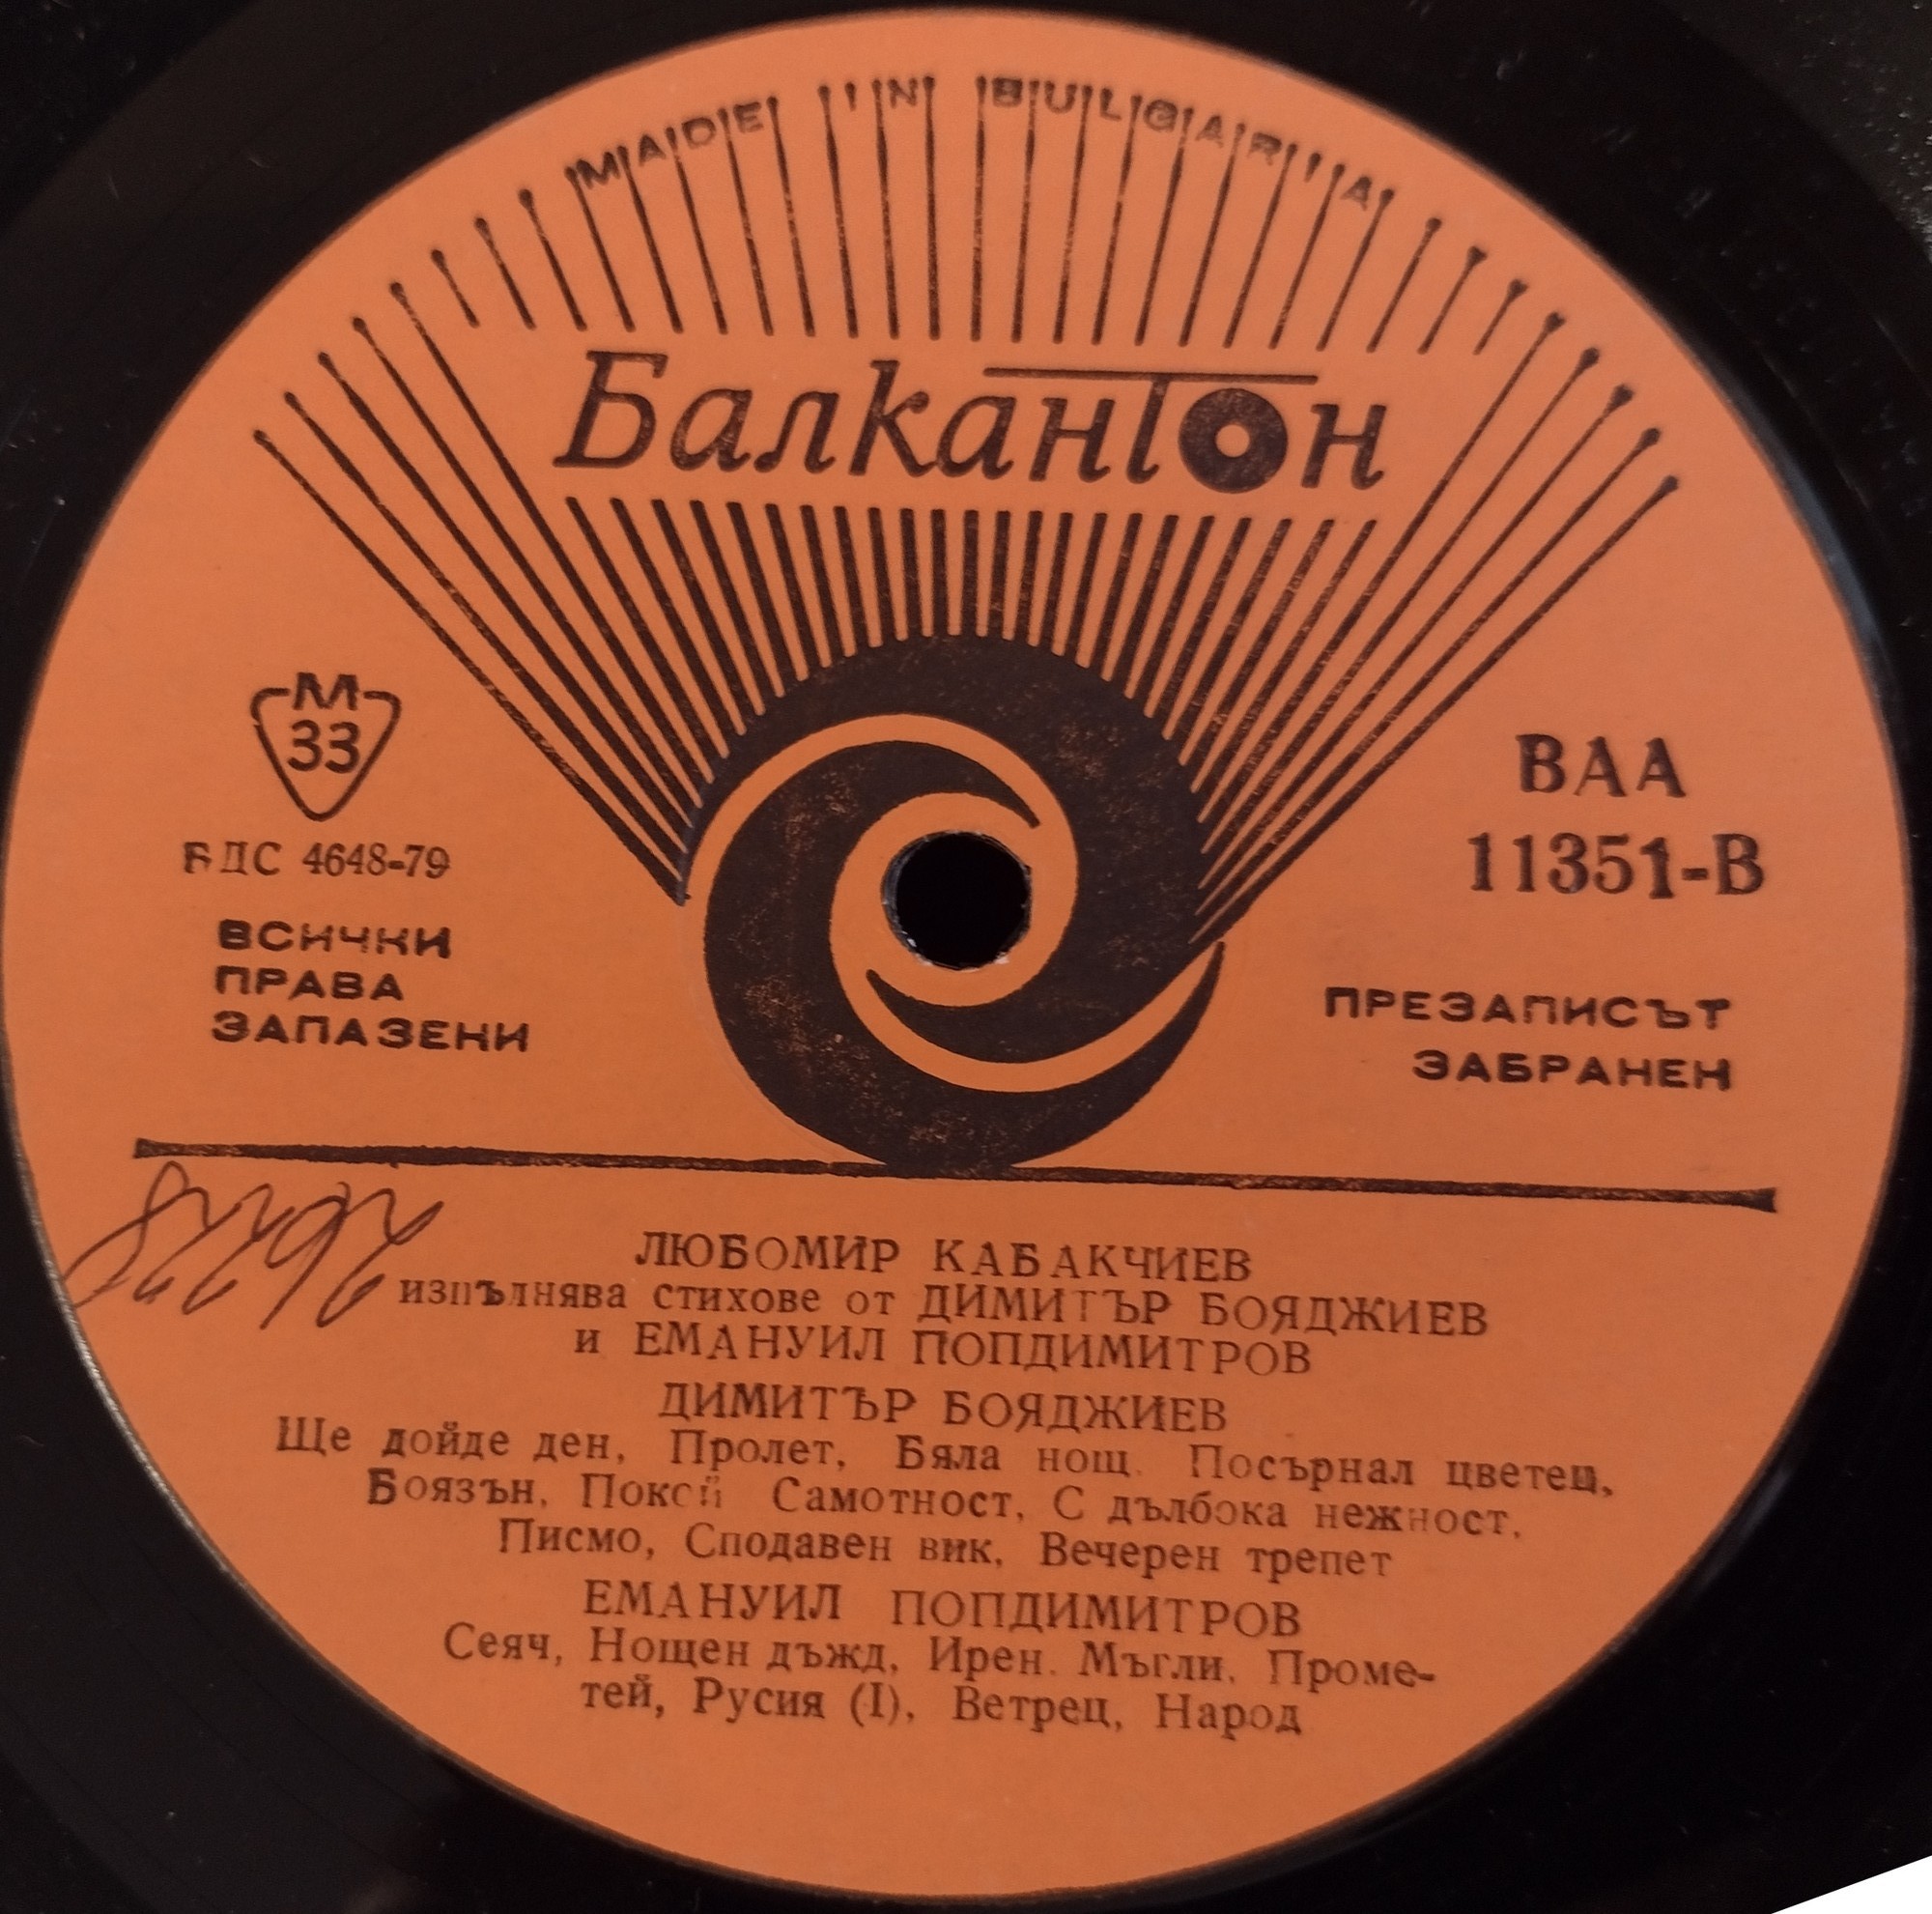 MADE IN BULGARIA
Балкантон
М
33
БДС 4648-79
ВСИЧКИ
ПРАВА
ЗАПАЗЕНИ
ВАА
11351-В
ПРЕЗАПИСЪТ
ЗАБРАНЕН
ЛЮБОМИР КАБАКЧИЕВ
изпълнява стихове от ДИМИТЪР БОЯДЖИЕВ
и ЕМАНУИЛ ПОПДИМИТРОВ
ДИМИТЪР БОЯДЖИЕВ
Ще дойде ден, Пролет, Бяла нощ. Посърнал цветец,
Боязън, Покой Самотност, С дълбока нежност,
Писмо, Сподавен вик, Вечерен трепет
ЕМАНУИЛ ПОПДИМИТРОВ
Сеяч, Нощен дъжд, Ирен. Мъгли, Проме-
тей, Русия (I), Ветрец, Народ